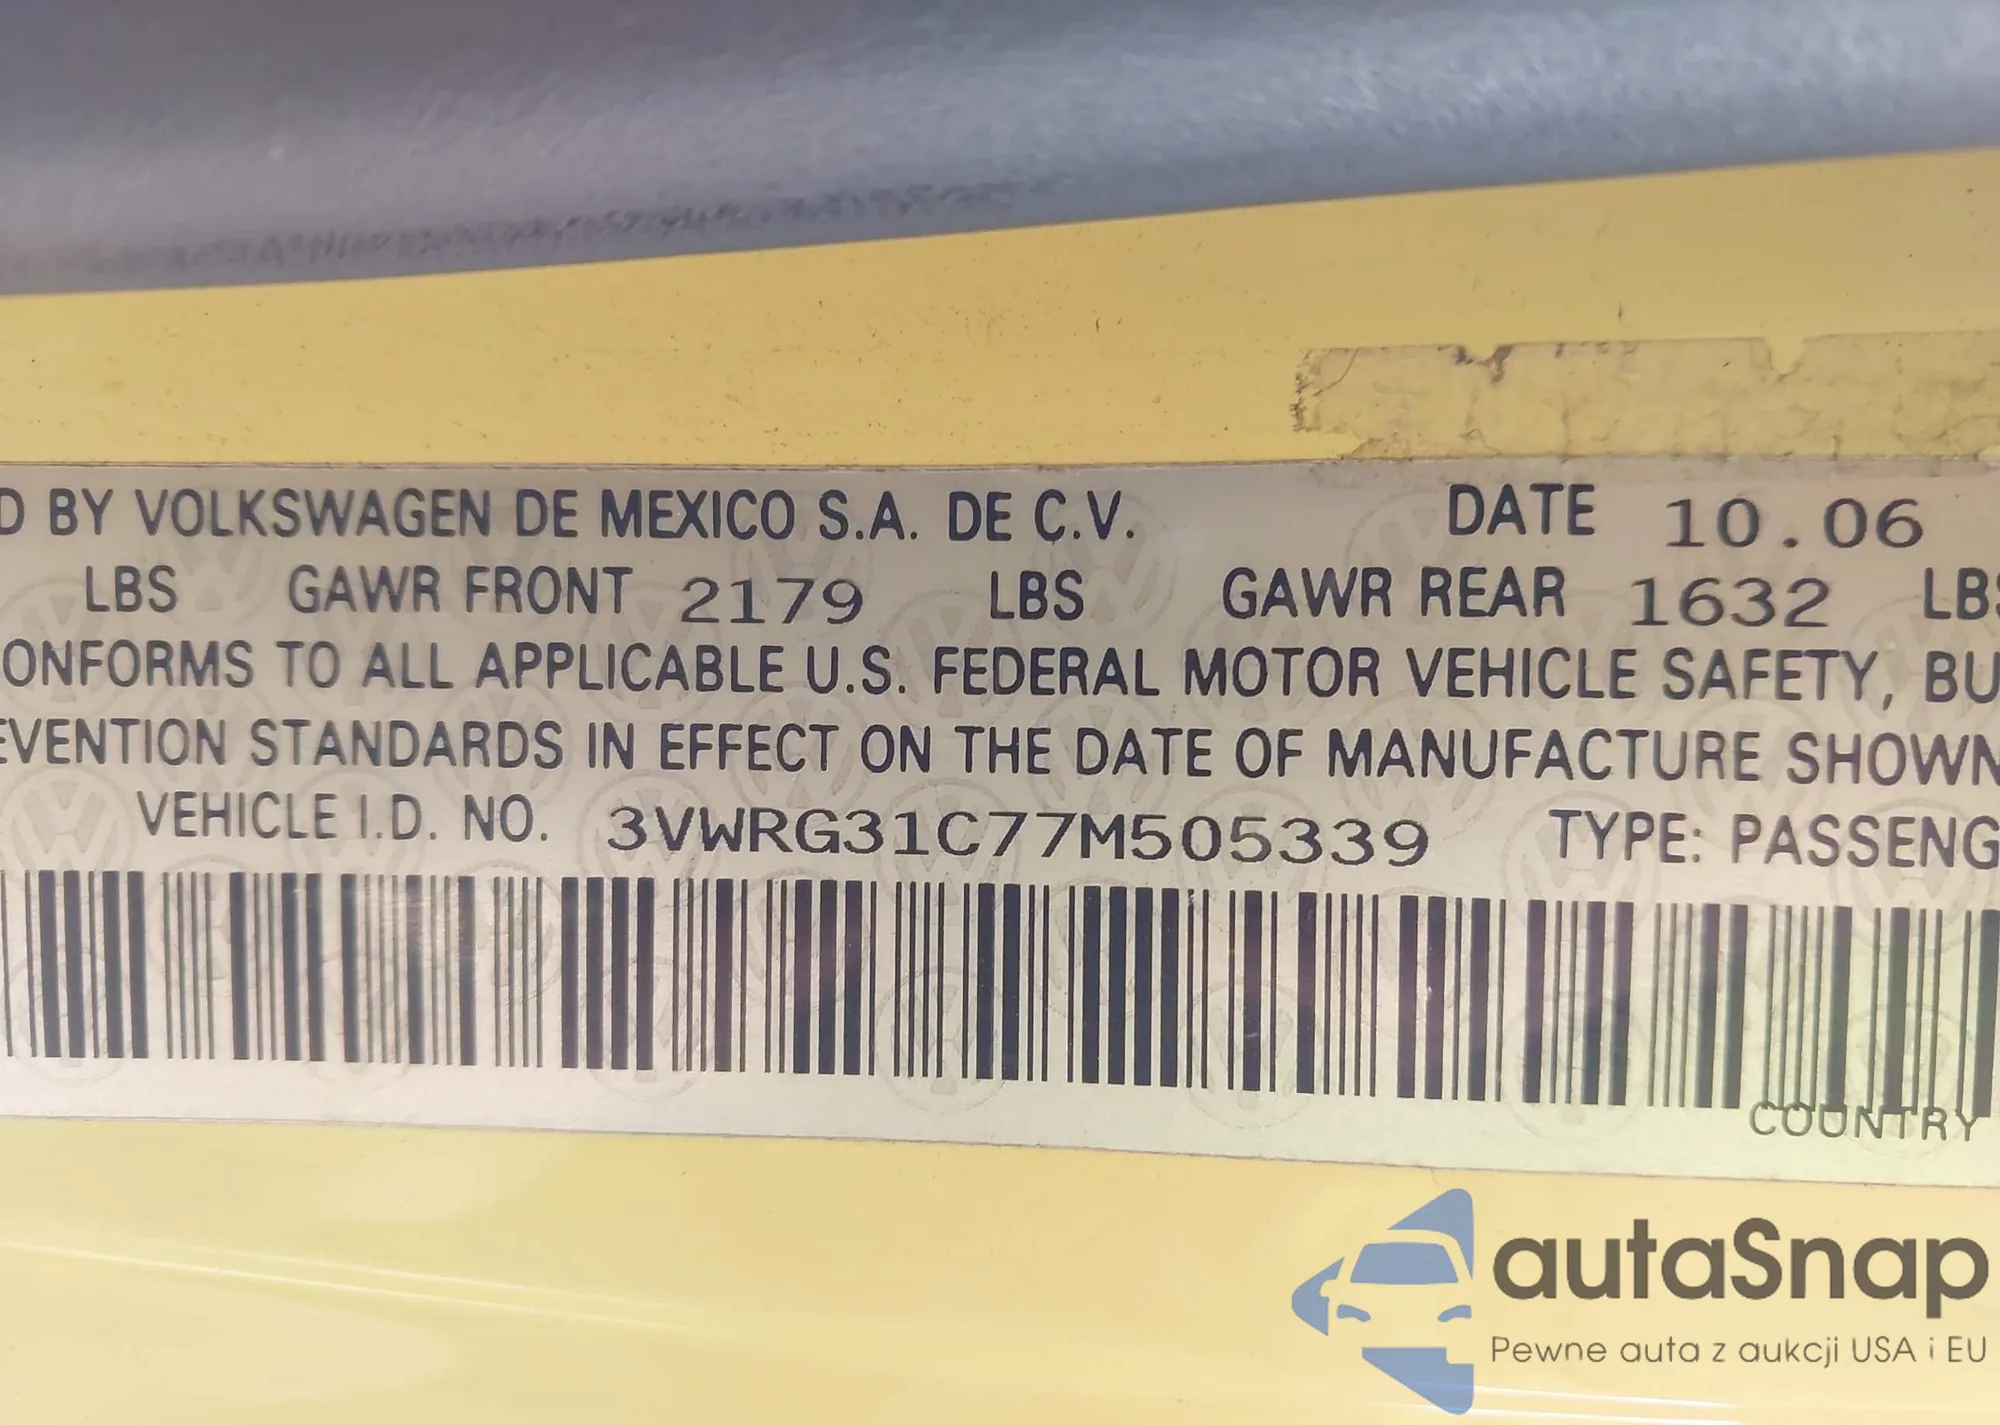 D BY VOLKSWAGEN DE MEXICO S.A. DE C.V. DATE 10.06
LBS GAWR FRONT 2179 LBS GAWR REAR 1632 LBS
ONFORMS TO ALL APPLICABLE U.S. FEDERAL MOTOR VEHICLE SAFETY, BU
EVENTION STANDARDS IN EFFECT ON THE DATE OF MANUFACTURE SHOWN
VEHICLE I.D. NO. 3VWRG31C77M505339 TYPE: PASSENG
COUNTRY
autaSnap
Pewne auta z aukcji USA i EU